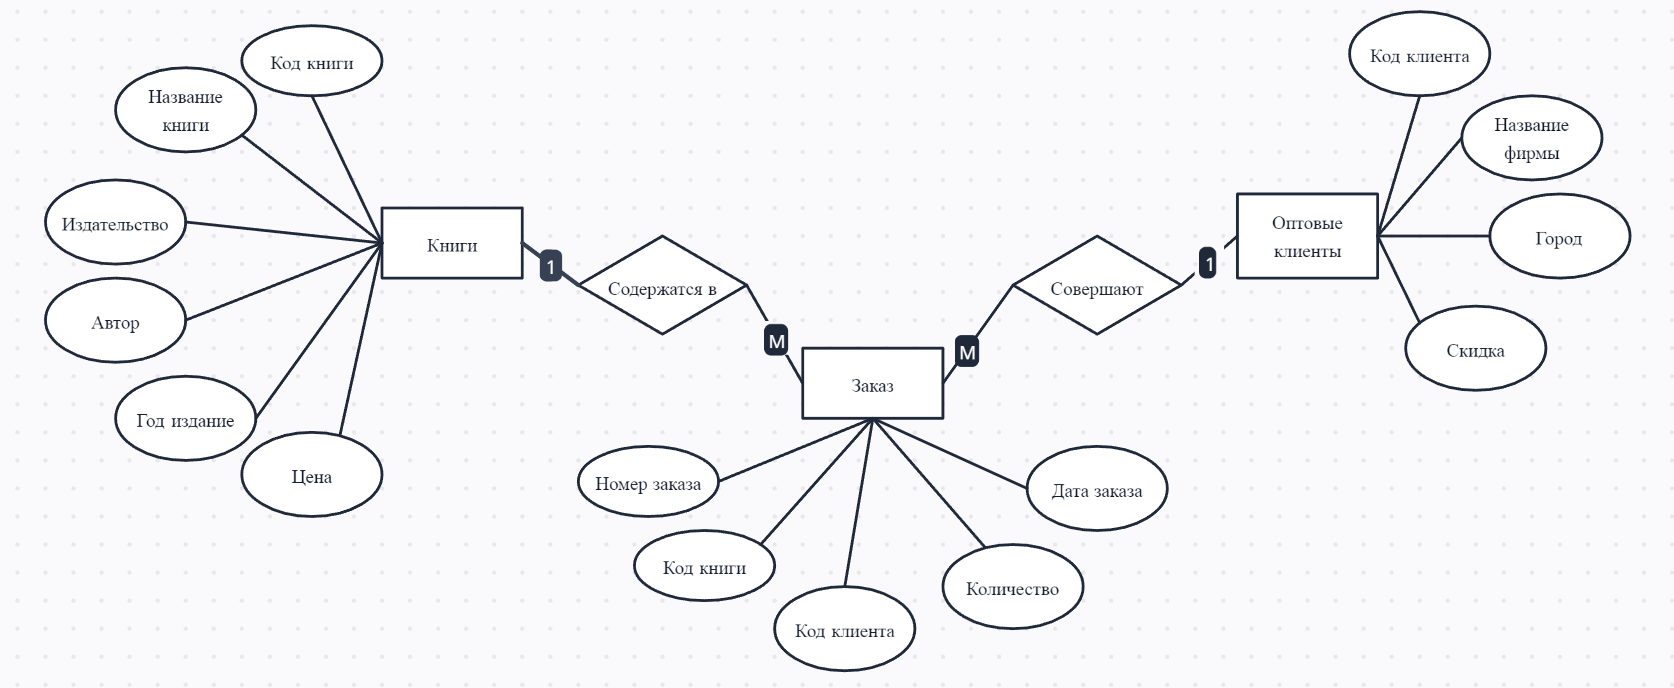 Код книги
Название
книги
Издательство
Автор
Год издание
Цена
Книги
1
Содержатся в
М
Заказ
М
Совершают
1
Оптовые
клиенты
Код клиента
Название
фирмы
Город
Скидка
Номер заказа
Код книги
Код клиента
Количество
Дата заказа